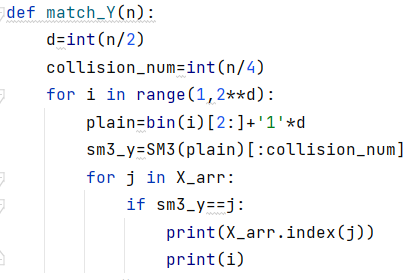 def match_Y(n):
    d=int(n/2)
    collision_num=int(n/4)
    for i in range(1,2**d):
        plain=bin(i)[2:]+'1'*d
        sm3_y=SM3(plain)[:collision_num]
        for j in X_arr:
            if sm3_y==j:
                print(X_arr.index(j))
                print(i)